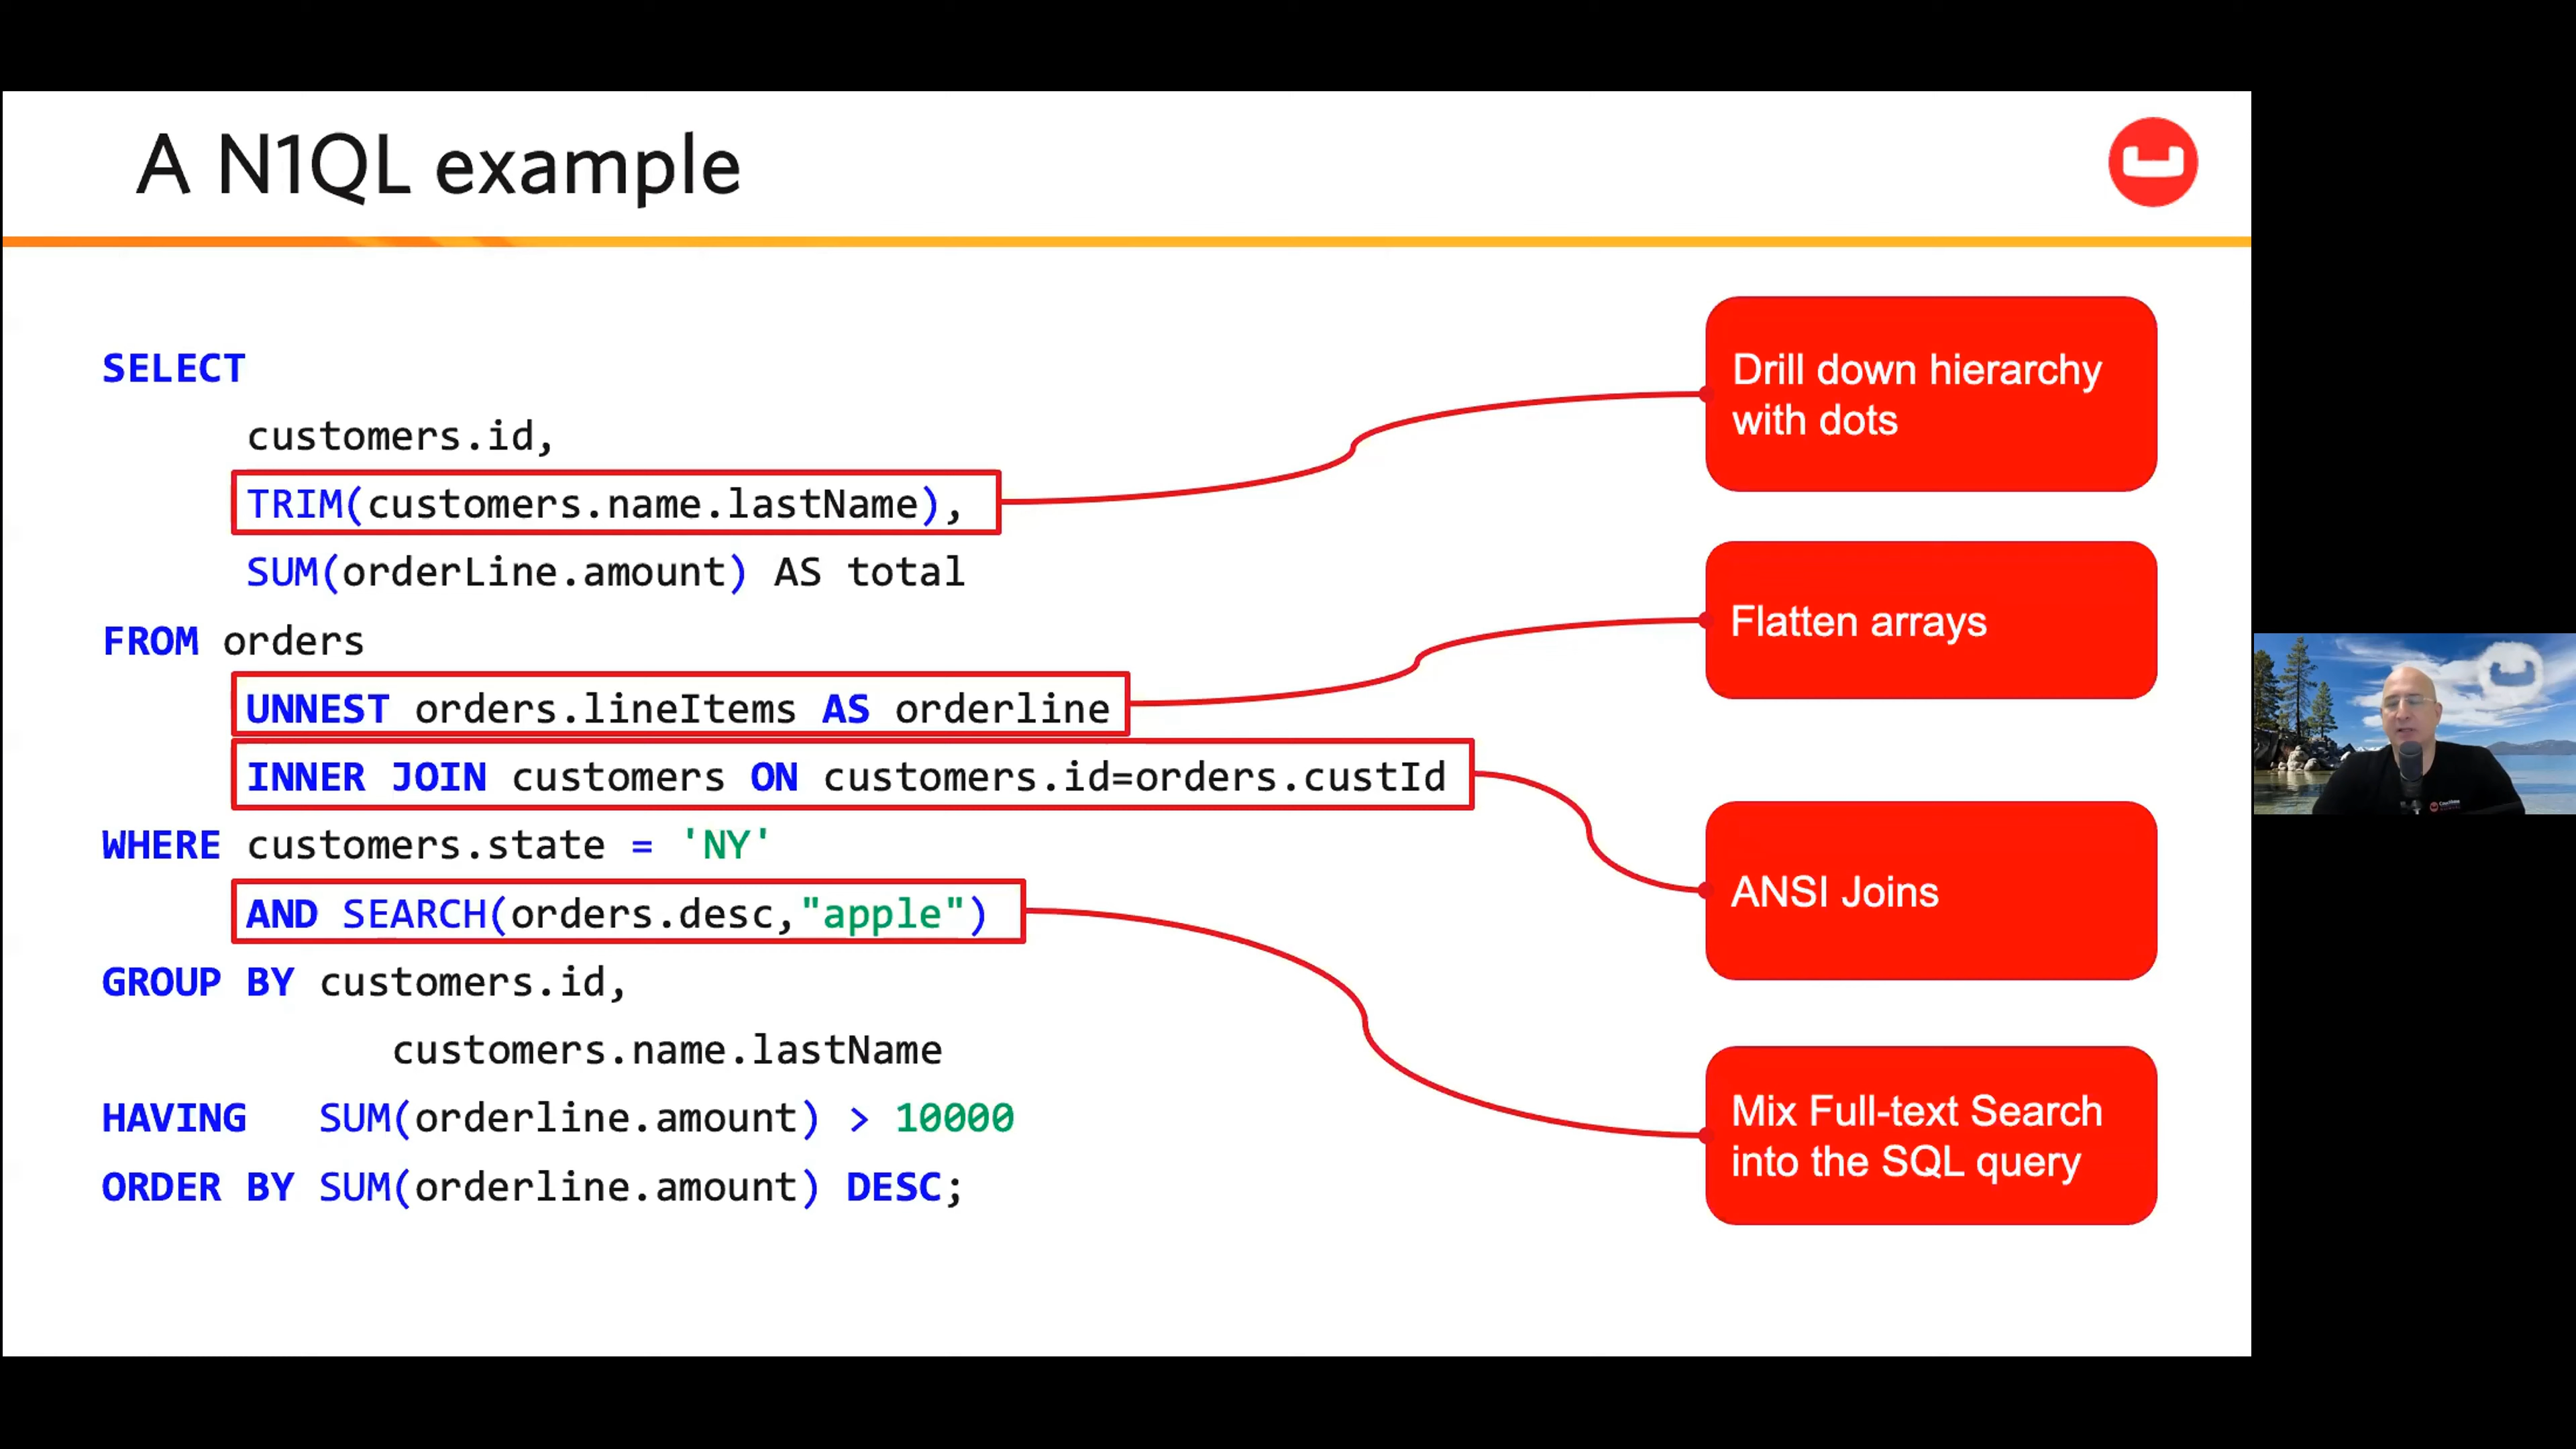 A N1QL example
SELECT
customers.id,
TRIM(customers.name.lastName),
SUM(orderLine.amount) AS total
FROM orders
UNNEST orders.lineItems AS orderline
INNER JOIN customers ON customers.id=orders.custId
WHERE customers.state = 'NY'
AND SEARCH(orders.desc,"apple")
GROUP BY customers.id,
customers.name.lastName
HAVING SUM(orderline.amount) > 10000
ORDER BY SUM(orderline.amount) DESC;
Drill down hierarchy
with dots
Flatten arrays
ANSI Joins
Mix Full-text Search
into the SQL query